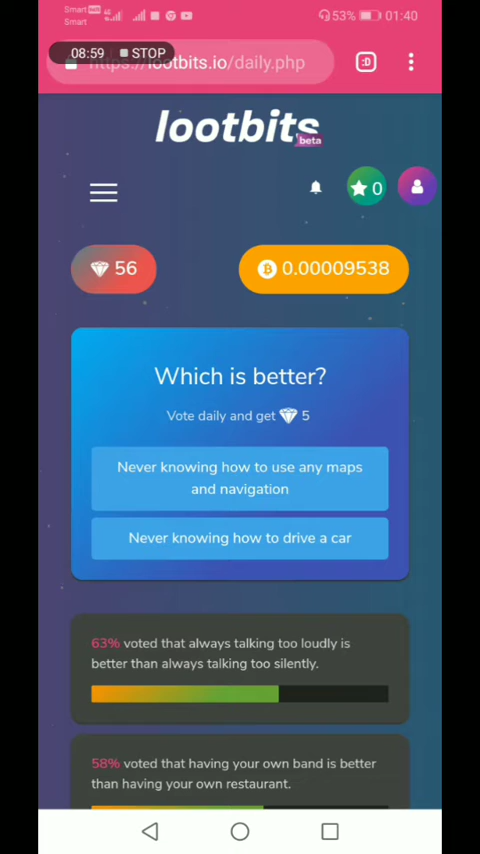 Smart
Smart
53%
01:40
08:59 STOP
https://lootbits.io/daily.php
:D
lootbits
beta
0
56
0.00009538
Which is better?
Vote daily and get 5
Never knowing how to use any maps
and navigation
Never knowing how to drive a car
63% voted that always talking too loudly is
better than always talking too silently.
58% voted that having your own band is better
than having your own restaurant.